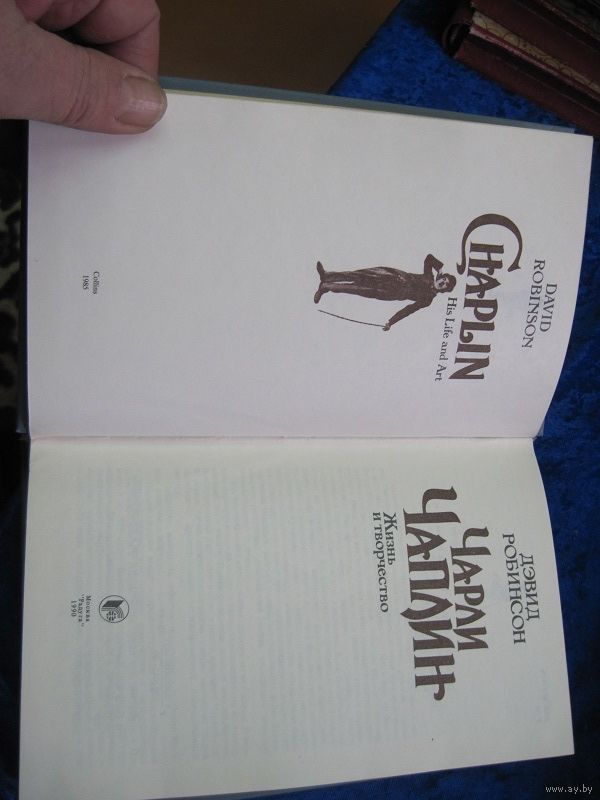 DAVID
ROBINSON
CHAPLIN
His Life and Art
Collins
1985
ДЭВИД
РОБИНСОН
ЧАРЛИ
ЧАПЛИН
Жизнь
и творчество
Москва
"Радуга"
1990
www.ay.by